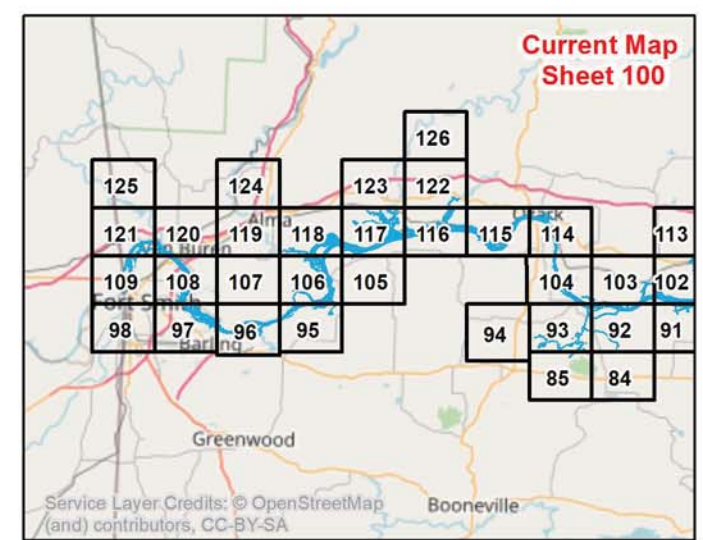 Current Map
Sheet 100
126
125 124 123 122
Alma Ozark
121 120 119 118 117 116 115 114 113
Van Buren
109 108 107 106 105 104 103 102
Fort Smith
98 97 96 95 94 93 92 91
Barling
85 84
Greenwood
Booneville
Service Layer Credits: © OpenStreetMap
(and) contributors, CC-BY-SA